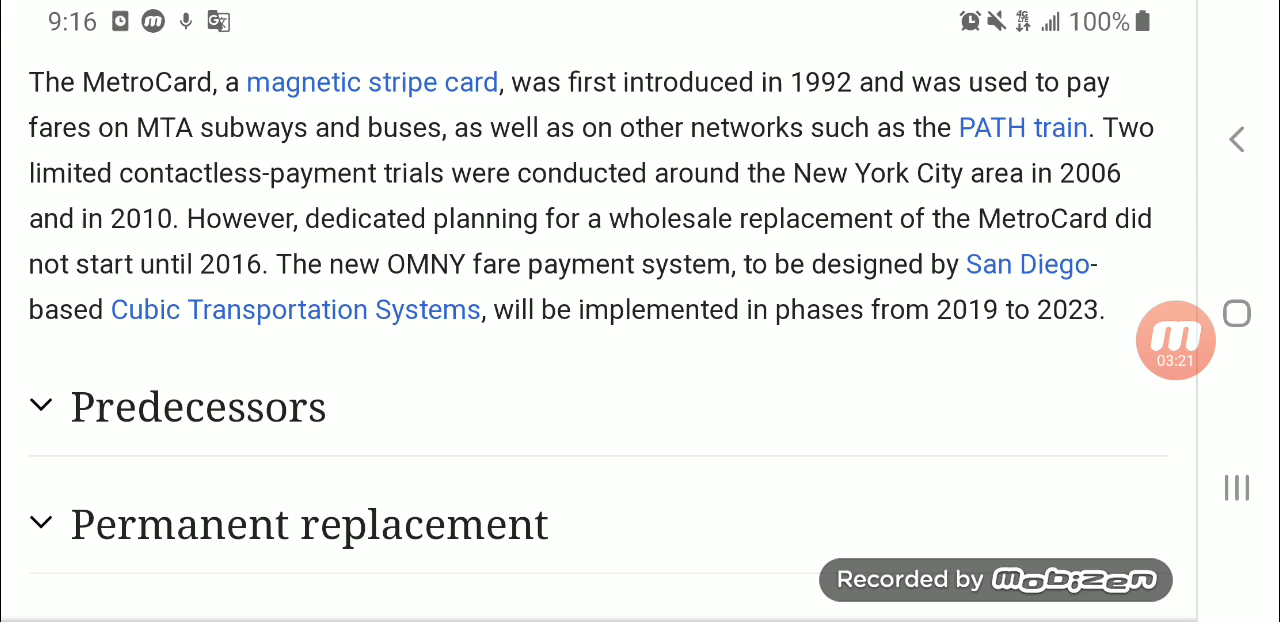 9:16 100%
The MetroCard, a magnetic stripe card, was first introduced in 1992 and was used to pay
fares on MTA subways and buses, as well as on other networks such as the PATH train. Two
limited contactless-payment trials were conducted around the New York City area in 2006
and in 2010. However, dedicated planning for a wholesale replacement of the MetroCard did
not start until 2016. The new OMNY fare payment system, to be designed by San Diego-
based Cubic Transportation Systems, will be implemented in phases from 2019 to 2023.
m
03:21
Predecessors
Permanent replacement
Recorded by mobizen